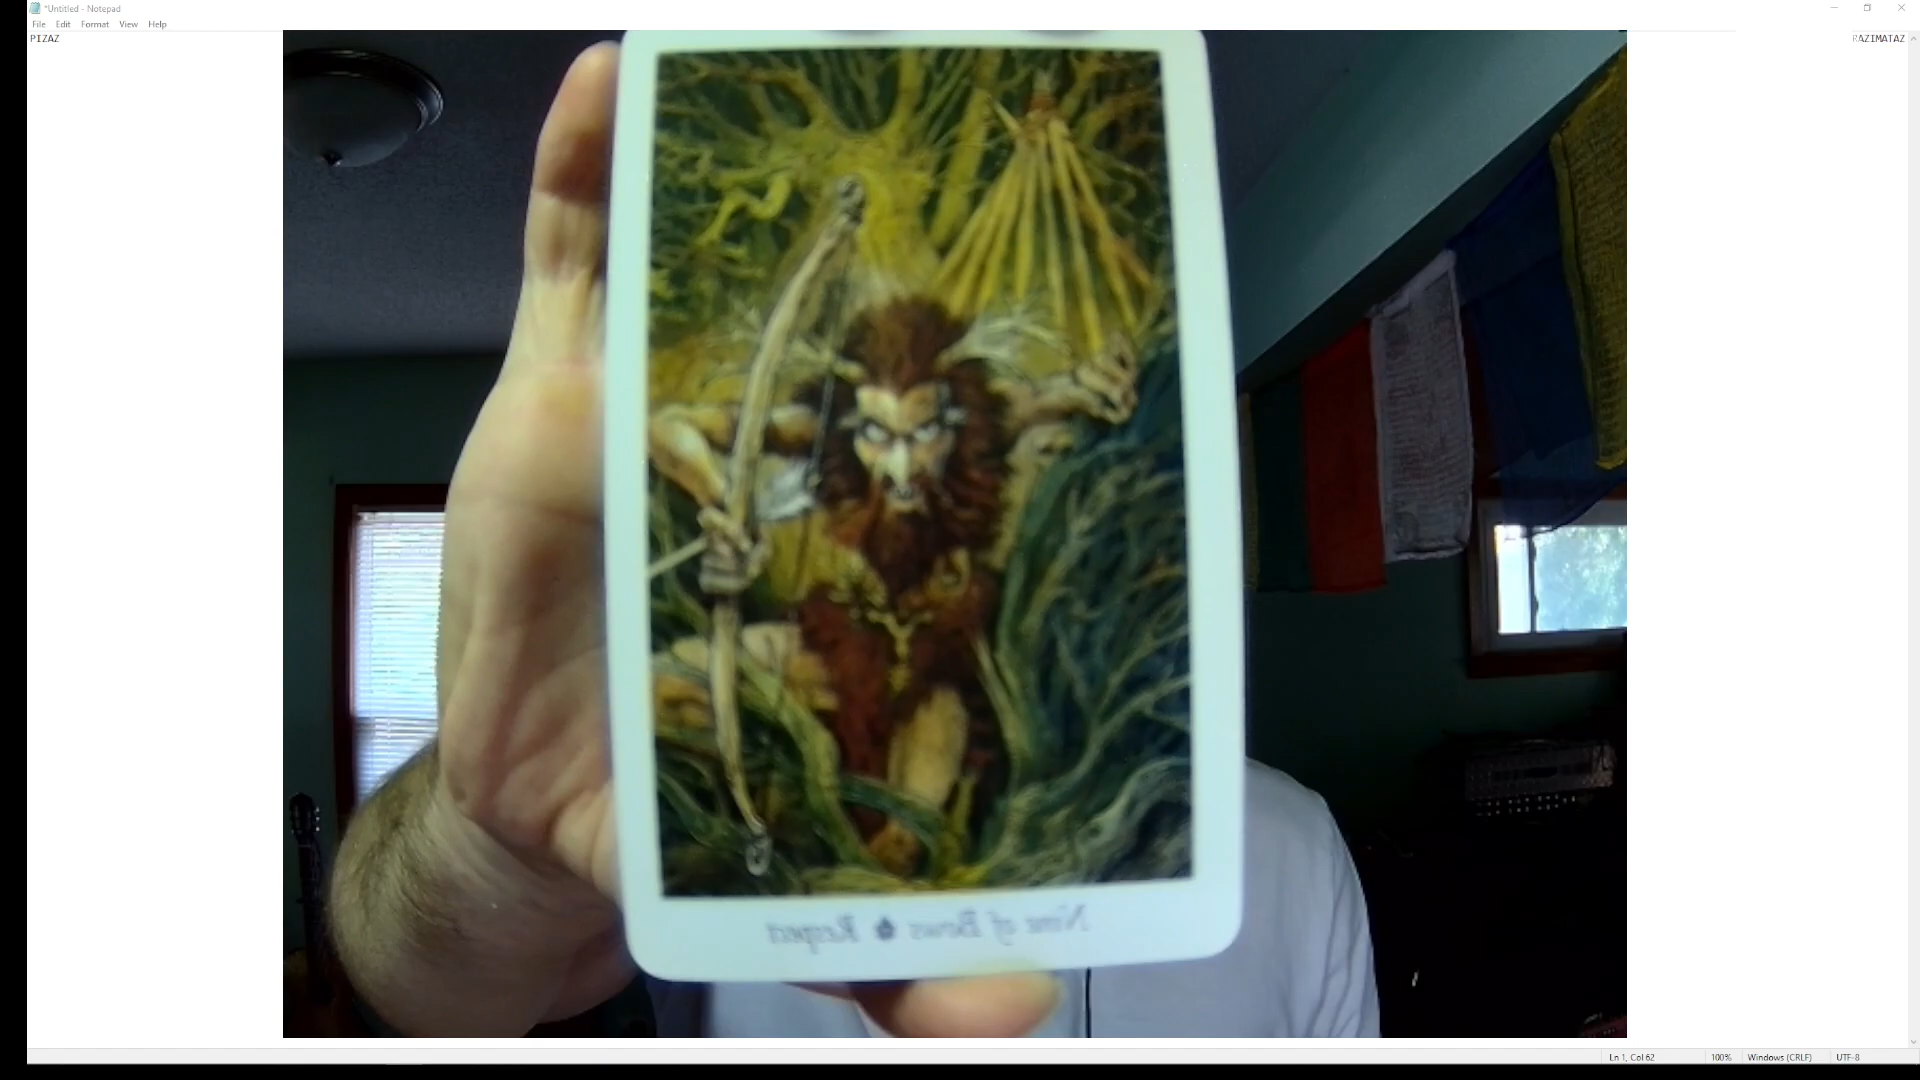 *Untitled - Notepad
File Edit Format View Help
PIZAZ RAZIMATAZ
Nine of Bows Respect
Ln 1, Col 62 100% Windows (CRLF) UTF-8